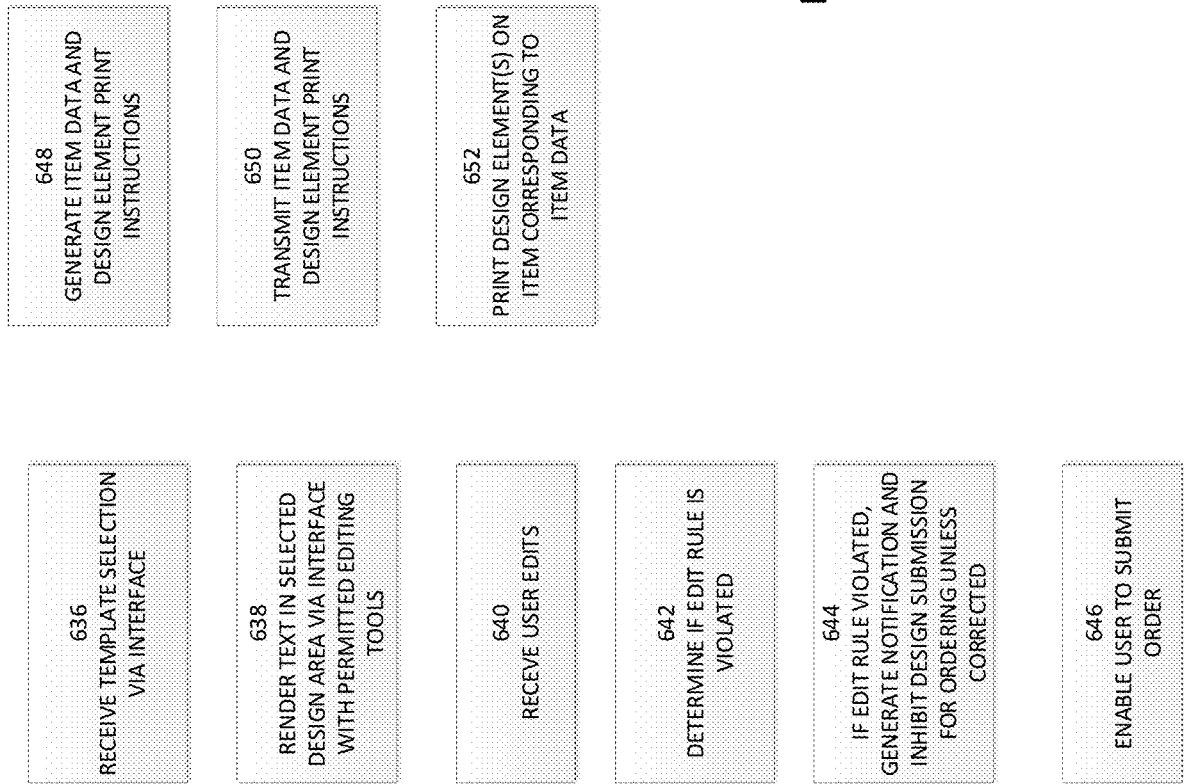 636
RECEIVE TEMPLATE SELECTION
VIA INTERFACE
638
RENDER TEXT IN SELECTED
DESIGN AREA VIA INTERFACE
WITH PERMITTED EDITING
TOOLS
640
RECEVE USER EDITS
642
DETERMINE IF EDIT RULE IS
VIOLATED
644
IF EDIT RULE VIOLATED,
GENERATE NOTIFICATION AND
INHIBIT DESIGN SUBMISSION
FOR ORDERING UNLESS
CORRECTED
646
ENABLE USER TO SUBMIT
ORDER
648
GENERATE ITEM DATA AND
DESIGN ELEMENT PRINT
INSTRUCTIONS
650
TRANSMIT ITEM DATA AND
DESIGN ELEMENT PRINT
INSTRUCTIONS
652
PRINT DESIGN ELEMENT(S) ON
ITEM CORRESPONDING TO
ITEM DATA